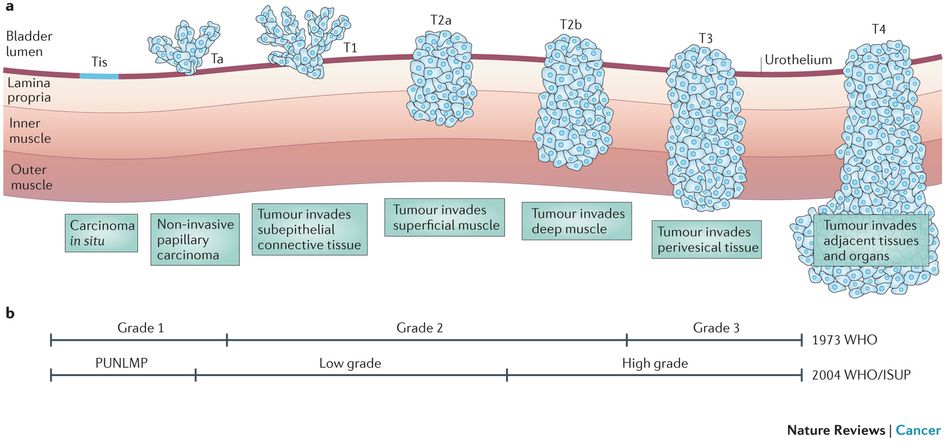 a
Bladder
lumen
Tis
Ta
T1
T2a
T2b
T3
T4
Urothelium
Lamina
propria
Inner
muscle
Outer
muscle
Carcinoma
in situ
Non-invasive
papillary
carcinoma
Tumour invades
subepithelial
connective tissue
Tumour invades
superficial muscle
Tumour invades
deep muscle
Tumour invades
perivesical tissue
Tumour invades
adjacent tissues
and organs
b
Grade 1
Grade 2
Grade 3
1973 WHO
PUNLMP
Low grade
High grade
2004 WHO/ISUP
Nature Reviews | Cancer